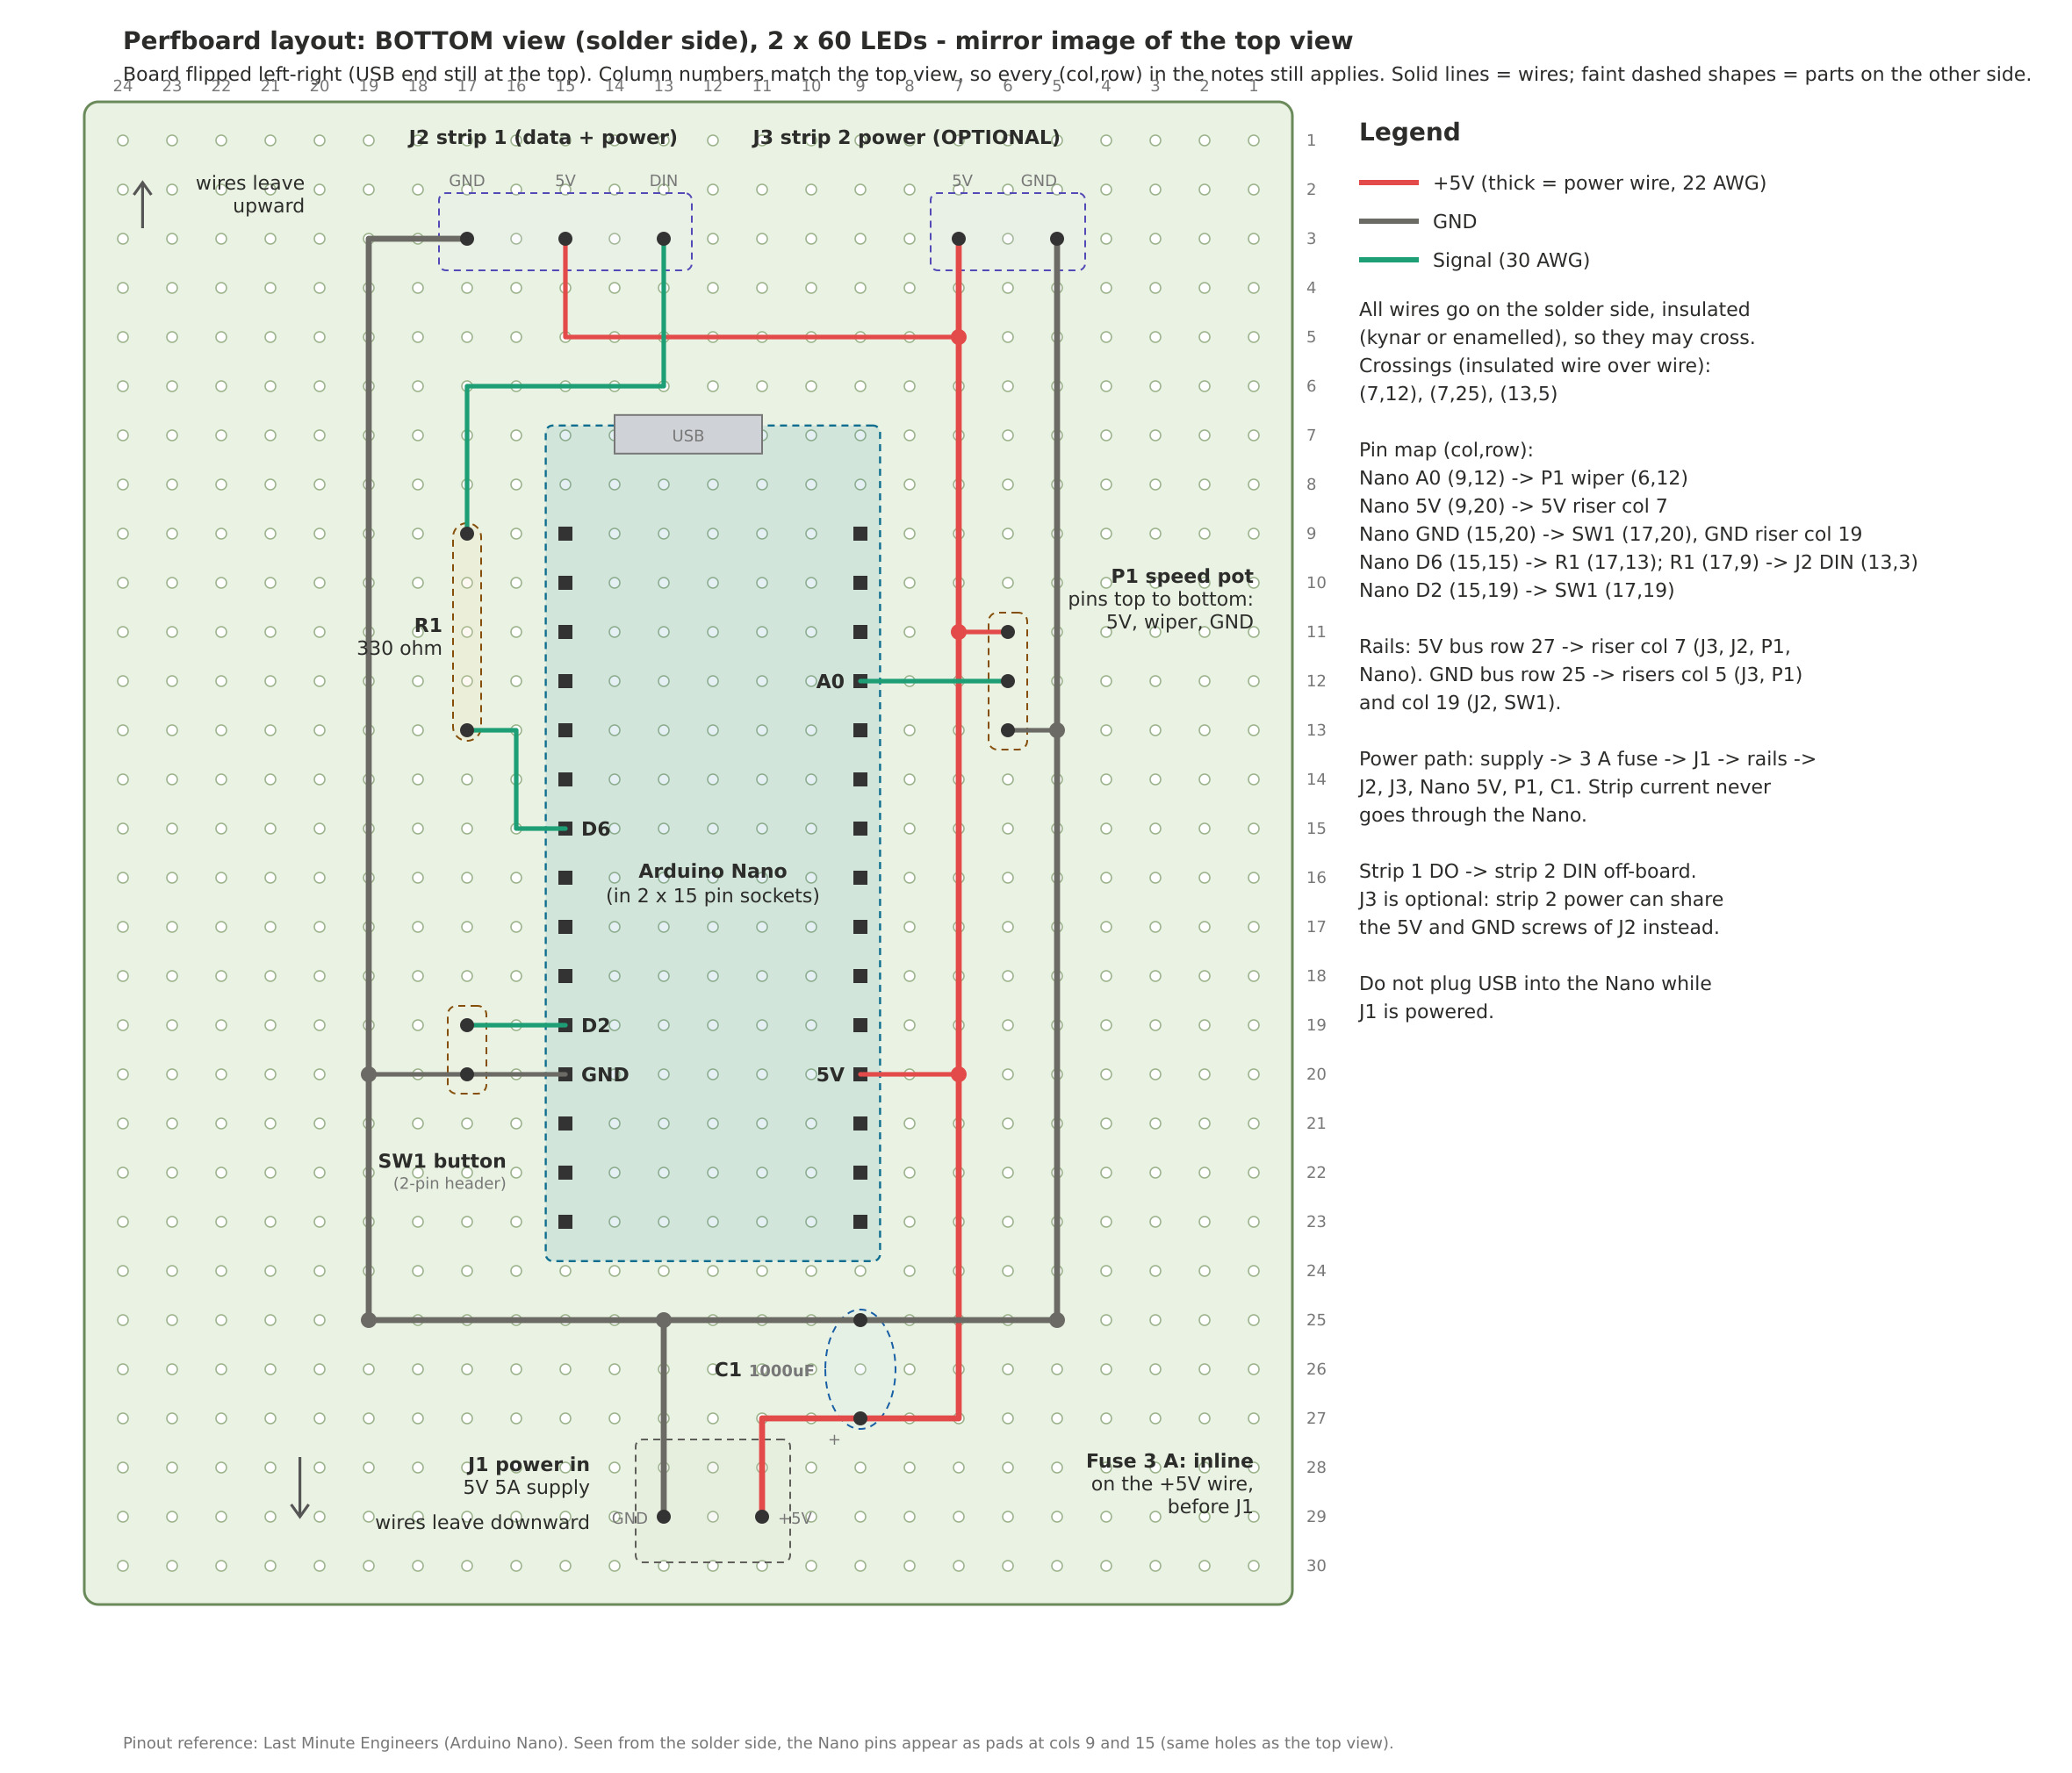 Perfboard layout: BOTTOM view (solder side), 2 x 60 LEDs - mirror image of the top view
Board flipped left-right (USB end still at the top). Column numbers match the top view, so every (col,row) in the notes still applies. Solid lines = wires; faint dashed shapes = parts on the other side.
24 23 22 21 20 19 18 17 16 15 14 13 12 11 10 9 8 7 6 5 4 3 2 1
J2 strip 1 (data + power)
J3 strip 2 power (OPTIONAL)
1
wires leave
upward
GND 5V DIN
5V GND
2
3
4
5
6
USB
7
8
9
P1 speed pot
pins top to bottom:
5V, wiper, GND
10
R1
330 ohm
11
A0
12
13
14
D6
15
Arduino Nano
(in 2 x 15 pin sockets)
16
17
18
D2
19
GND
5V
20
21
SW1 button
(2-pin header)
22
23
24
25
C1 1000uF
26
27
+
J1 power in
5V 5A supply
wires leave downward
GND
+5V
Fuse 3 A: inline
on the +5V wire,
before J1
28
29
30
Legend
+5V (thick = power wire, 22 AWG)
GND
Signal (30 AWG)
All wires go on the solder side, insulated
(kynar or enamelled), so they may cross.
Crossings (insulated wire over wire):
(7,12), (7,25), (13,5)
Pin map (col,row):
Nano A0 (9,12) -> P1 wiper (6,12)
Nano 5V (9,20) -> 5V riser col 7
Nano GND (15,20) -> SW1 (17,20), GND riser col 19
Nano D6 (15,15) -> R1 (17,13); R1 (17,9) -> J2 DIN (13,3)
Nano D2 (15,19) -> SW1 (17,19)
Rails: 5V bus row 27 -> riser col 7 (J3, J2, P1,
Nano). GND bus row 25 -> risers col 5 (J3, P1)
and col 19 (J2, SW1).
Power path: supply -> 3 A fuse -> J1 -> rails ->
J2, J3, Nano 5V, P1, C1. Strip current never
goes through the Nano.
Strip 1 DO -> strip 2 DIN off-board.
J3 is optional: strip 2 power can share
the 5V and GND screws of J2 instead.
Do not plug USB into the Nano while
J1 is powered.
Pinout reference: Last Minute Engineers (Arduino Nano). Seen from the solder side, the Nano pins appear as pads at cols 9 and 15 (same holes as the top view).